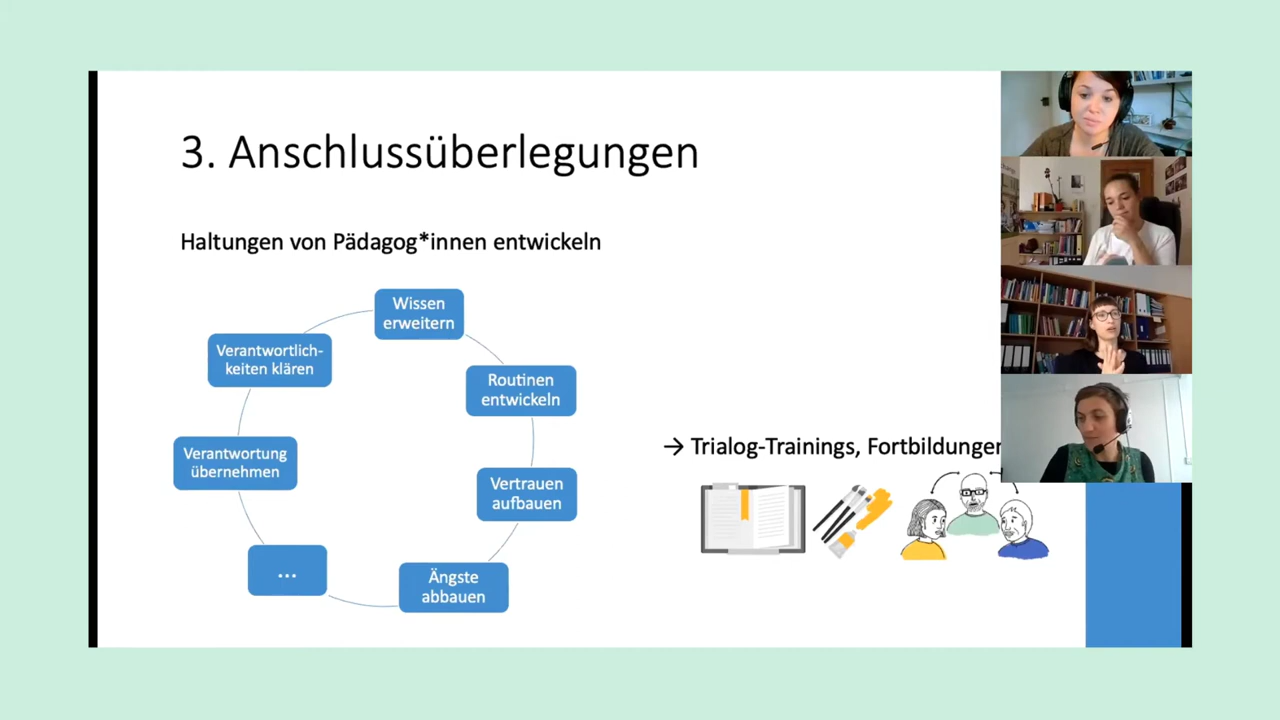 3. Anschlussüberlegungen
Haltungen von Pädagog*innen entwickeln
Wissen
erweitern
Routinen
entwickeln
Vertrauen
aufbauen
Ängste
abbauen
...
Verantwortung
übernehmen
Verantwortlich-
keiten klären
→ Trialog-Trainings, Fortbildungen